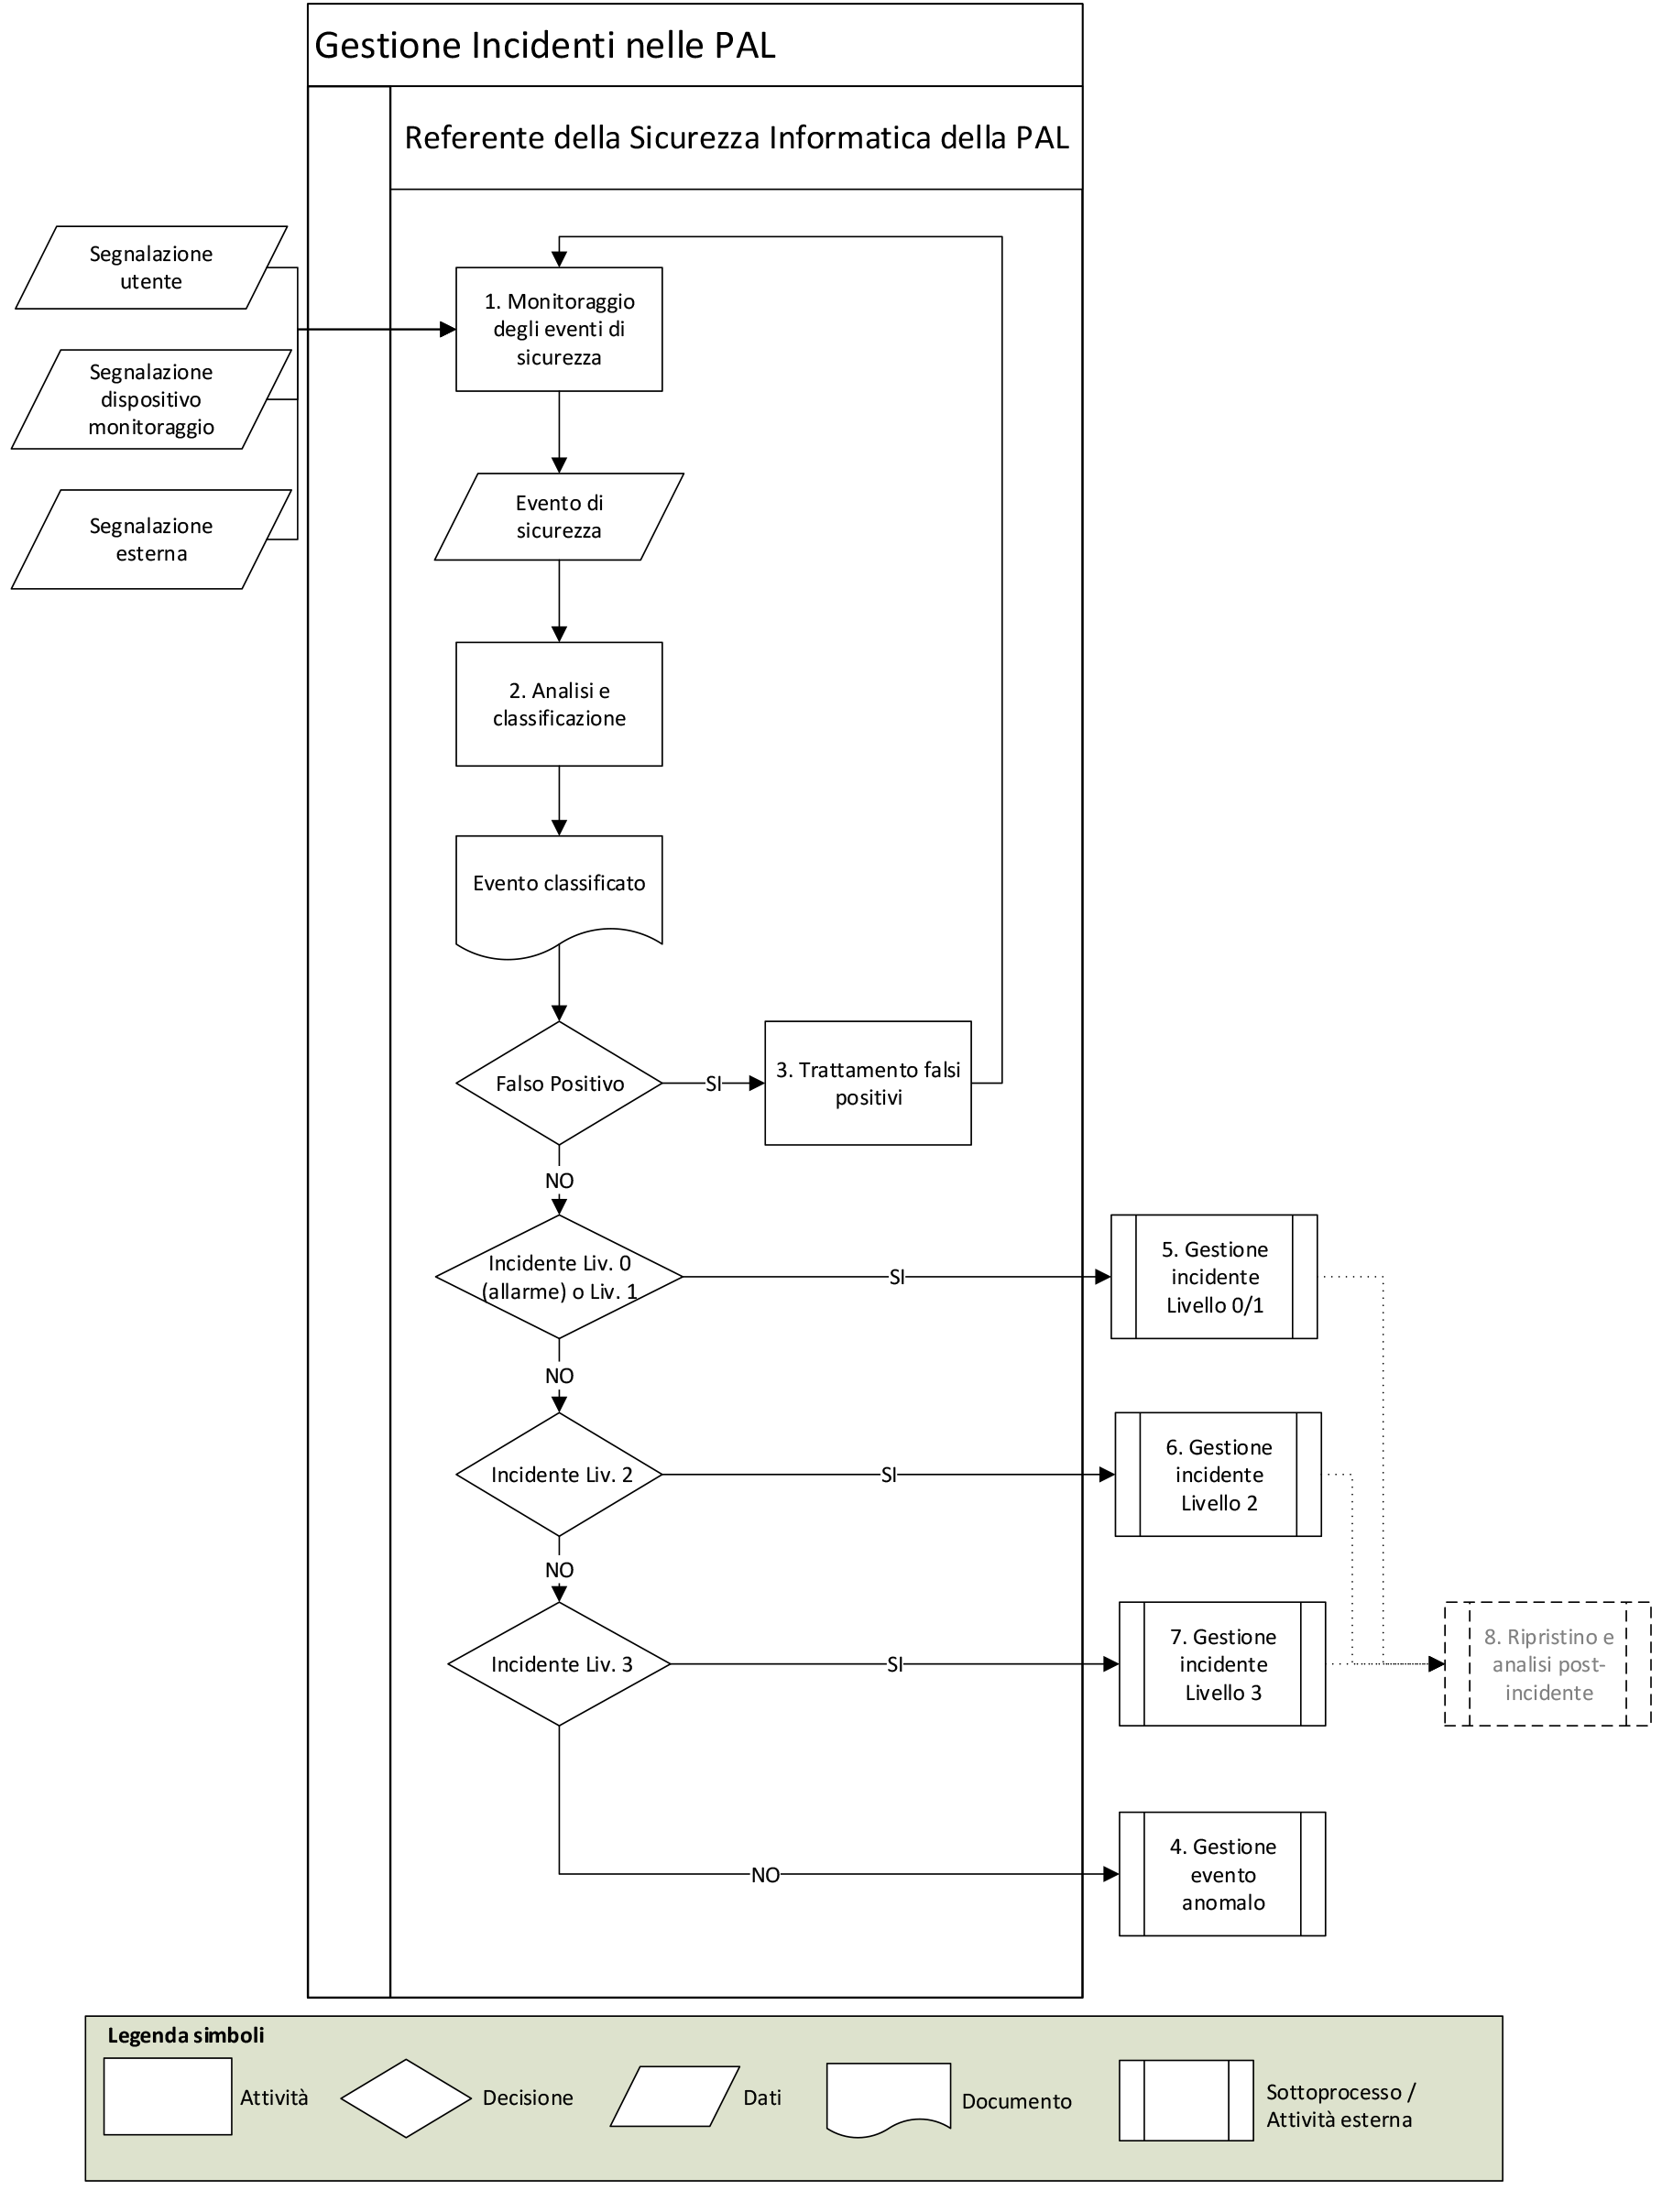 Gestione Incidenti nelle PAL
Referente della Sicurezza Informatica della PAL
Segnalazione
utente
Segnalazione
dispositivo
monitoraggio
Segnalazione
esterna
1. Monitoraggio
degli eventi di
sicurezza
Evento di
sicurezza
2. Analisi e
classificazione
Evento classificato
Falso Positivo
SI
3. Trattamento falsi
positivi
NO
Incidente Liv. 0
(allarme) o Liv. 1
SI
5. Gestione
incidente
Livello 0/1
NO
Incidente Liv. 2
SI
6. Gestione
incidente
Livello 2
NO
Incidente Liv. 3
SI
7. Gestione
incidente
Livello 3
8. Ripristino e
analisi post-
incidente
NO
4. Gestione
evento
anomalo
Legenda simboli
Attività
Decisione
Dati
Documento
Sottoprocesso /
Attività esterna